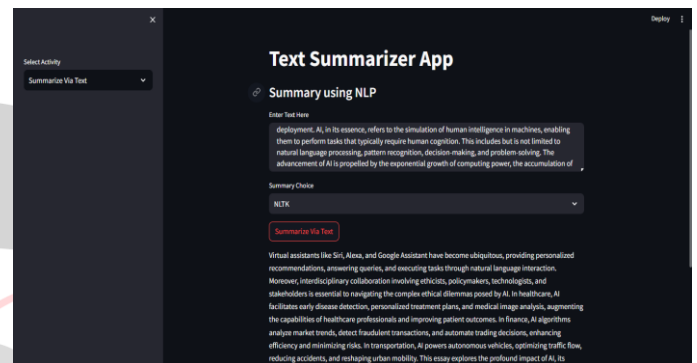 Deploy
Select Activity
Summarize Via Text
Text Summarizer App
Summary using NLP
Enter Text Here
deployment. AI, in its essence, refers to the simulation of human intelligence in machines, enabling
them to perform tasks that typically require human cognition. This includes but is not limited to
natural language processing, pattern recognition, decision-making, and problem-solving. The
advancement of AI is propelled by the exponential growth of computing power, the accumulation of
Summary Choice
NLTK
Summarize Via Text
Virtual assistants like Siri, Alexa, and Google Assistant have become ubiquitous, providing personalized
recommendations, answering queries, and executing tasks through natural language interaction.
Moreover, interdisciplinary collaboration involving ethicists, policymakers, technologists, and
stakeholders is essential to navigating the complex ethical dilemmas posed by AI. In healthcare, AI
facilitates early disease detection, personalized treatment plans, and medical image analysis, augmenting
the capabilities of healthcare professionals and improving patient outcomes. In finance, AI algorithms
analyze market trends, detect fraudulent transactions, and automate trading decisions, enhancing
efficiency and minimizing risks. In transportation, AI powers autonomous vehicles, optimizing traffic flow,
reducing accidents, and reshaping urban mobility. This essay explores the profound impact of AI, its